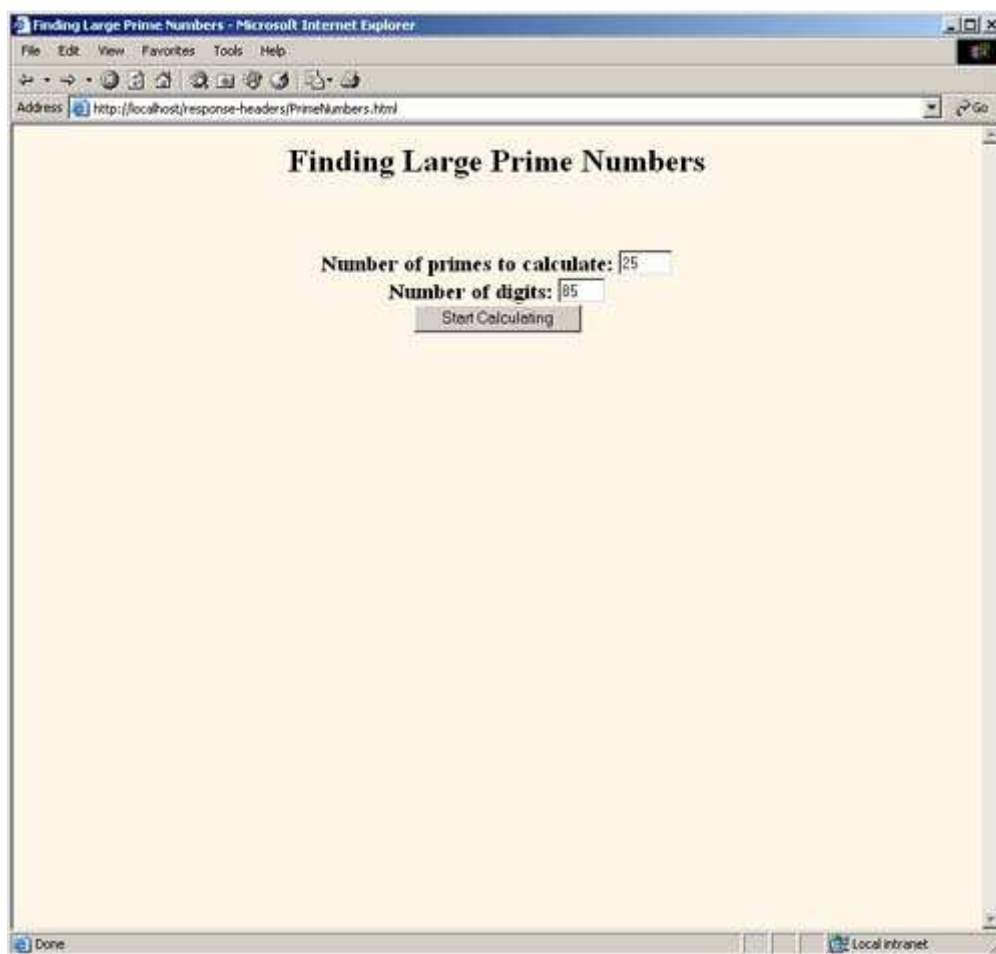 Finding Large Prime Numbers - Microsoft Internet Explorer
File Edit View Favorites Tools Help
Address http://localhost/response-headers/PrimeNumbers.html Go
Finding Large Prime Numbers
Number of primes to calculate: 25
Number of digits: 85
Start Calculating
Done Local intranet